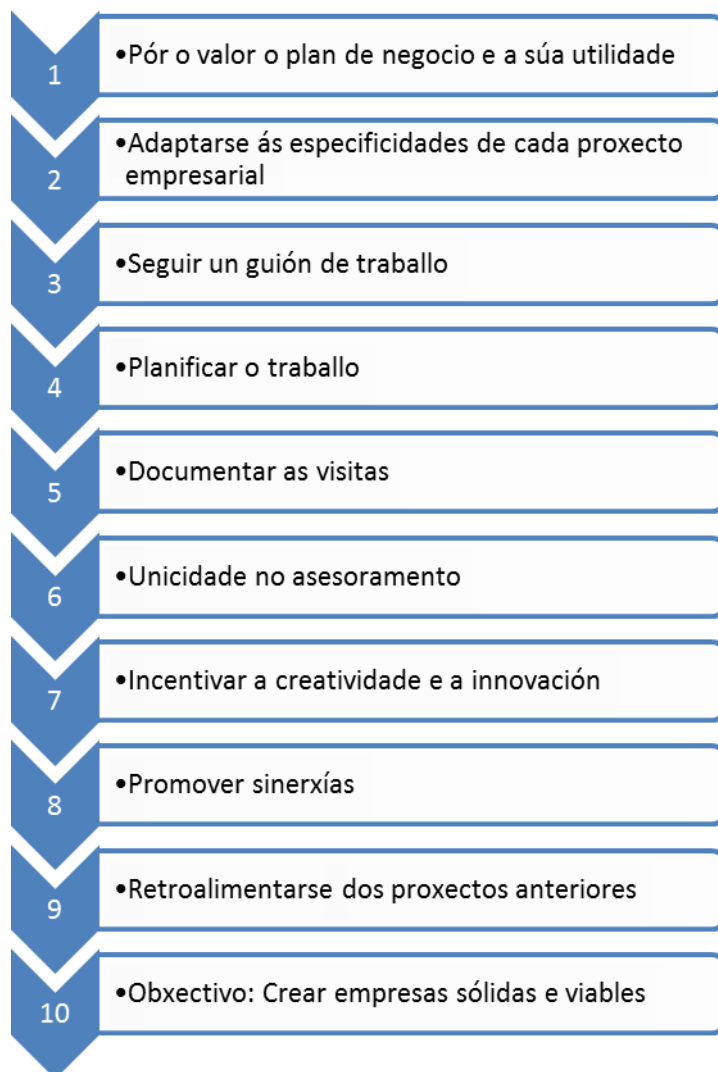 1
•Pór o valor o plan de negocio e a súa utilidade
2
•Adaptarse ás especificidades de cada proxecto
empresarial
3
•Seguir un guión de traballo
4
•Planificar o traballo
5
•Documentar as visitas
6
•Unicidade no asesoramento
7
•Incentivar a creatividade e a innovación
8
•Promover sinerxías
9
•Retroalimentarse dos proxectos anteriores
10
•Obxectivo: Crear empresas sólidas e viables